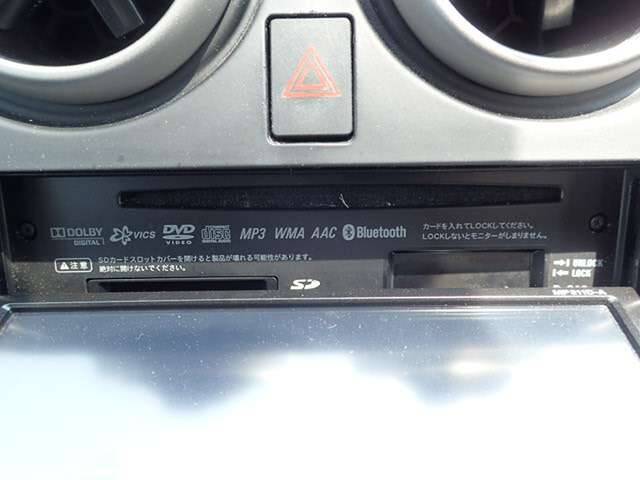 DOLBY DIGITAL VICS DVD VIDEO COMPACT disc DIGITAL AUDIO MP3 WMA AAC Bluetooth
カードを入れてLOCKしてください。
LOCKしないとモニターがしまりません。
注意 SDカードスロットカバーを開けると製品が壊れる可能性があります。
絶対に開けないでください。
SD
UNLOCK
LOCK